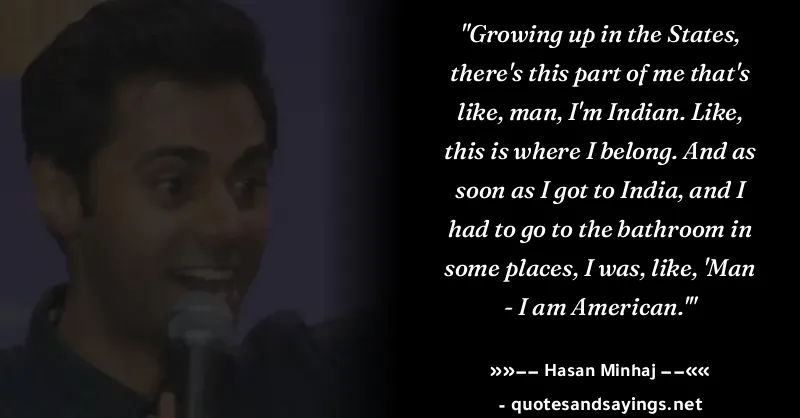 "Growing up in the States,
there's this part of me that's
like, man, I'm Indian. Like,
this is where I belong. And as
soon as I got to India, and I
had to go to the bathroom in
some places, I was, like, 'Man
- I am American.'"
»»–– Hasan Minhaj ––««
- quotesandsayings.net